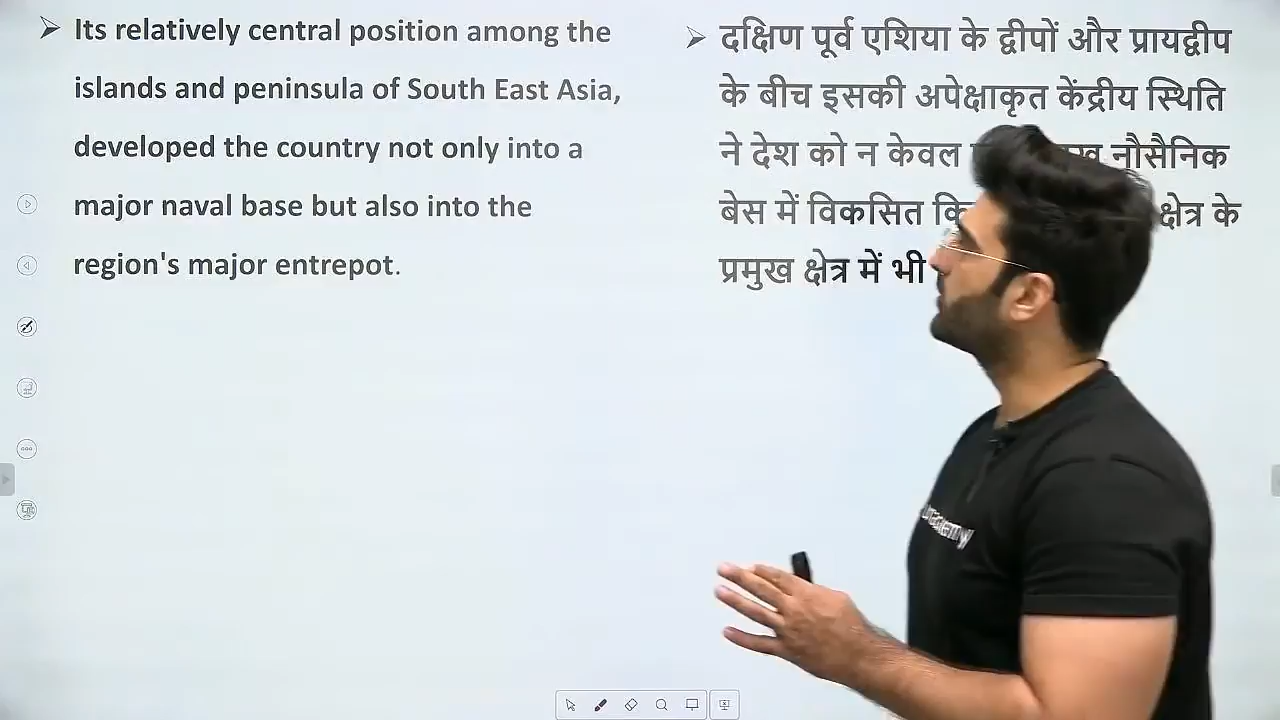 Its relatively central position among the
islands and peninsula of South East Asia,
developed the country not only into a
major naval base but also into the
region's major entrepot.
दक्षिण पूर्व एशिया के द्वीपों और प्रायद्वीप
के बीच इसकी अपेक्षाकृत केंद्रीय स्थिति
ने देश को न केवल नौसैनिक
बेस में विकसित क्षेत्र के
प्रमुख क्षेत्र में भी